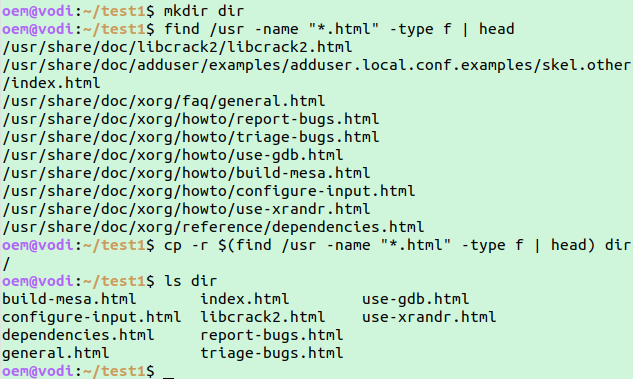 oem@vodi:~/test1$ mkdir dir
oem@vodi:~/test1$ find /usr -name "*.html" -type f | head
/usr/share/doc/libcrack2/libcrack2.html
/usr/share/doc/adduser/examples/adduser.local.conf.examples/skel.other
/index.html
/usr/share/doc/xorg/faq/general.html
/usr/share/doc/xorg/howto/report-bugs.html
/usr/share/doc/xorg/howto/triage-bugs.html
/usr/share/doc/xorg/howto/use-gdb.html
/usr/share/doc/xorg/howto/build-mesa.html
/usr/share/doc/xorg/howto/configure-input.html
/usr/share/doc/xorg/howto/use-xrandr.html
/usr/share/doc/xorg/reference/dependencies.html
oem@vodi:~/test1$ cp -r $(find /usr -name "*.html" -type f | head) dir
/
oem@vodi:~/test1$ ls dir
build-mesa.html       index.html       use-gdb.html
configure-input.html  libcrack2.html   use-xrandr.html
dependencies.html     report-bugs.html
general.html          triage-bugs.html
oem@vodi:~/test1$ _